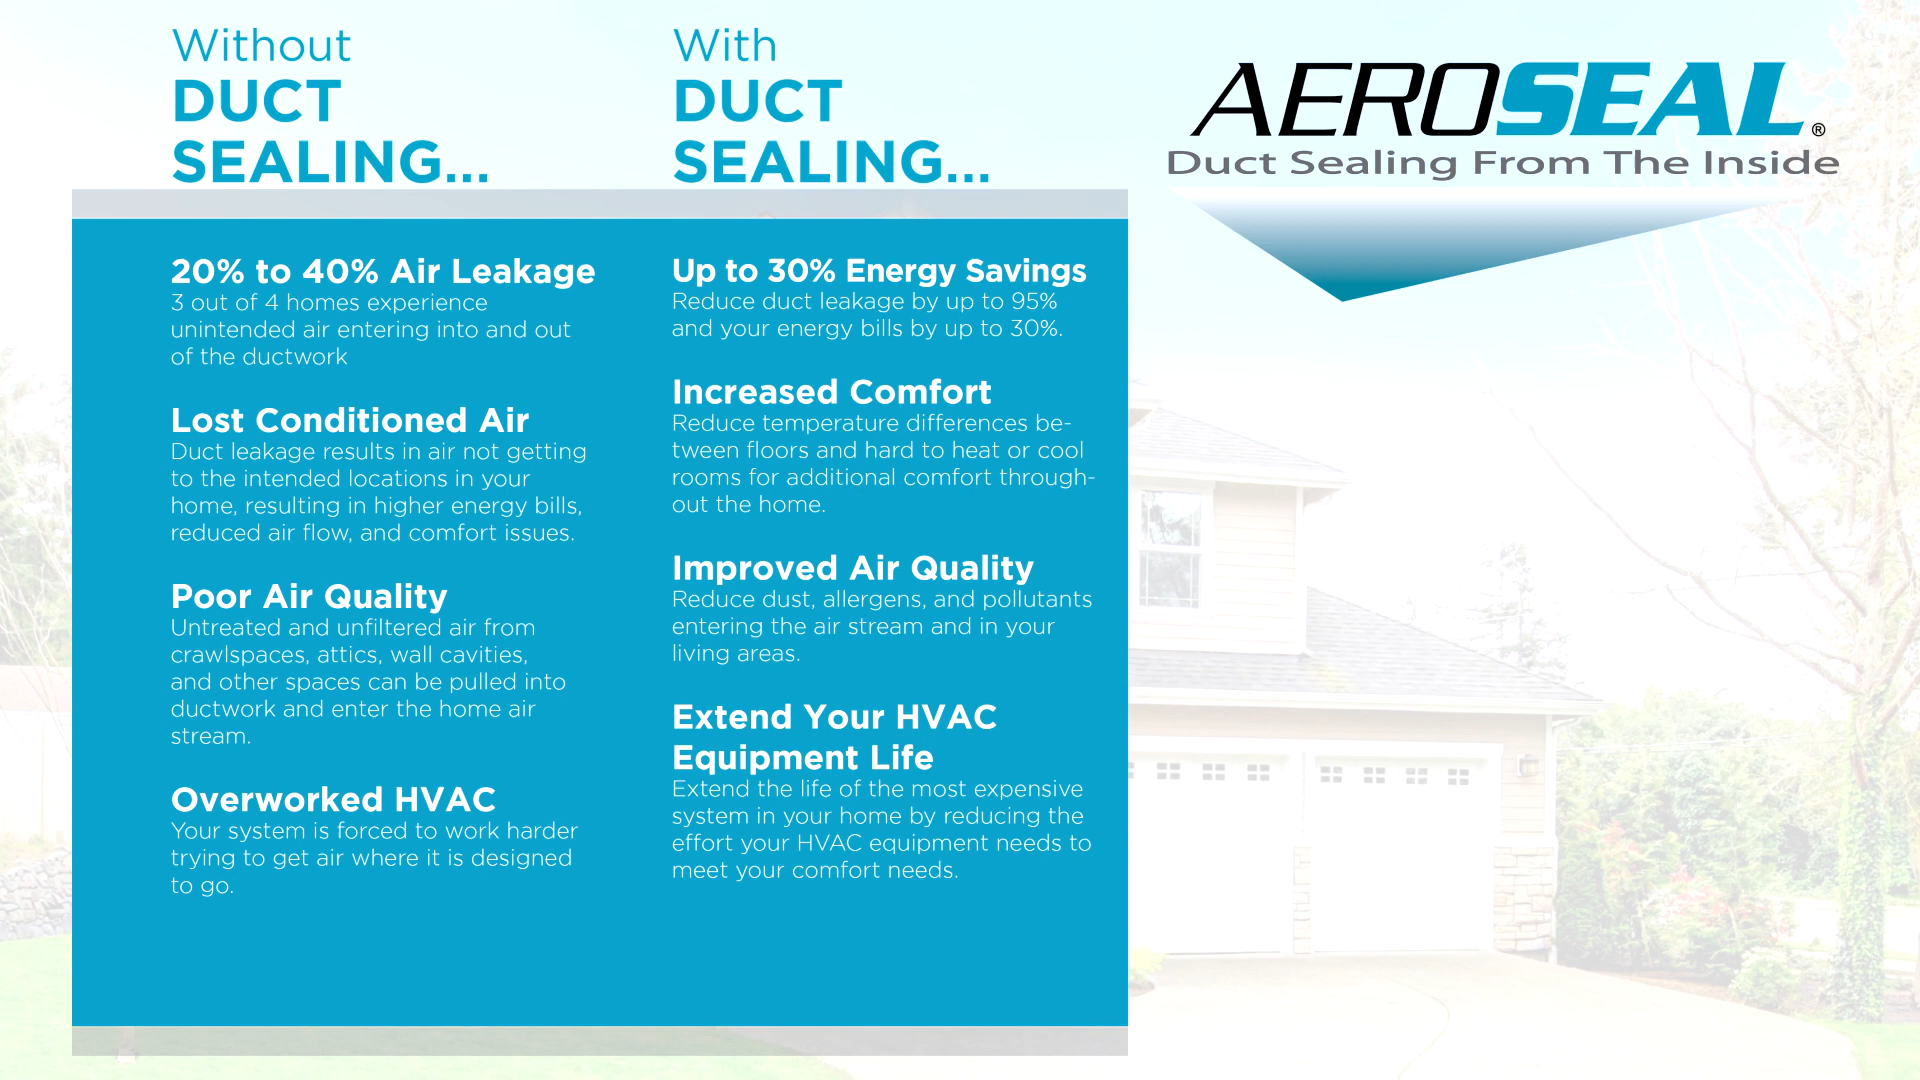 Without
DUCT
SEALING...
20% to 40% Air Leakage
3 out of 4 homes experience
unintended air entering into and out
of the ductwork
Lost Conditioned Air
Duct leakage results in air not getting
to the intended locations in your
home, resulting in higher energy bills,
reduced air flow, and comfort issues.
Poor Air Quality
Untreated and unfiltered air from
crawlspaces, attics, wall cavities,
and other spaces can be pulled into
ductwork and enter the home air
stream.
Overworked HVAC
Your system is forced to work harder
trying to get air where it is designed
to go.
With
DUCT
SEALING...
Up to 30% Energy Savings
Reduce duct leakage by up to 95%
and your energy bills by up to 30%.
Increased Comfort
Reduce temperature differences be-
tween floors and hard to heat or cool
rooms for additional comfort through-
out the home.
Improved Air Quality
Reduce dust, allergens, and pollutants
entering the air stream and in your
living areas.
Extend Your HVAC
Equipment Life
Extend the life of the most expensive
system in your home by reducing the
effort your HVAC equipment needs to
meet your comfort needs.
AEROSEAL®
Duct Sealing From The Inside